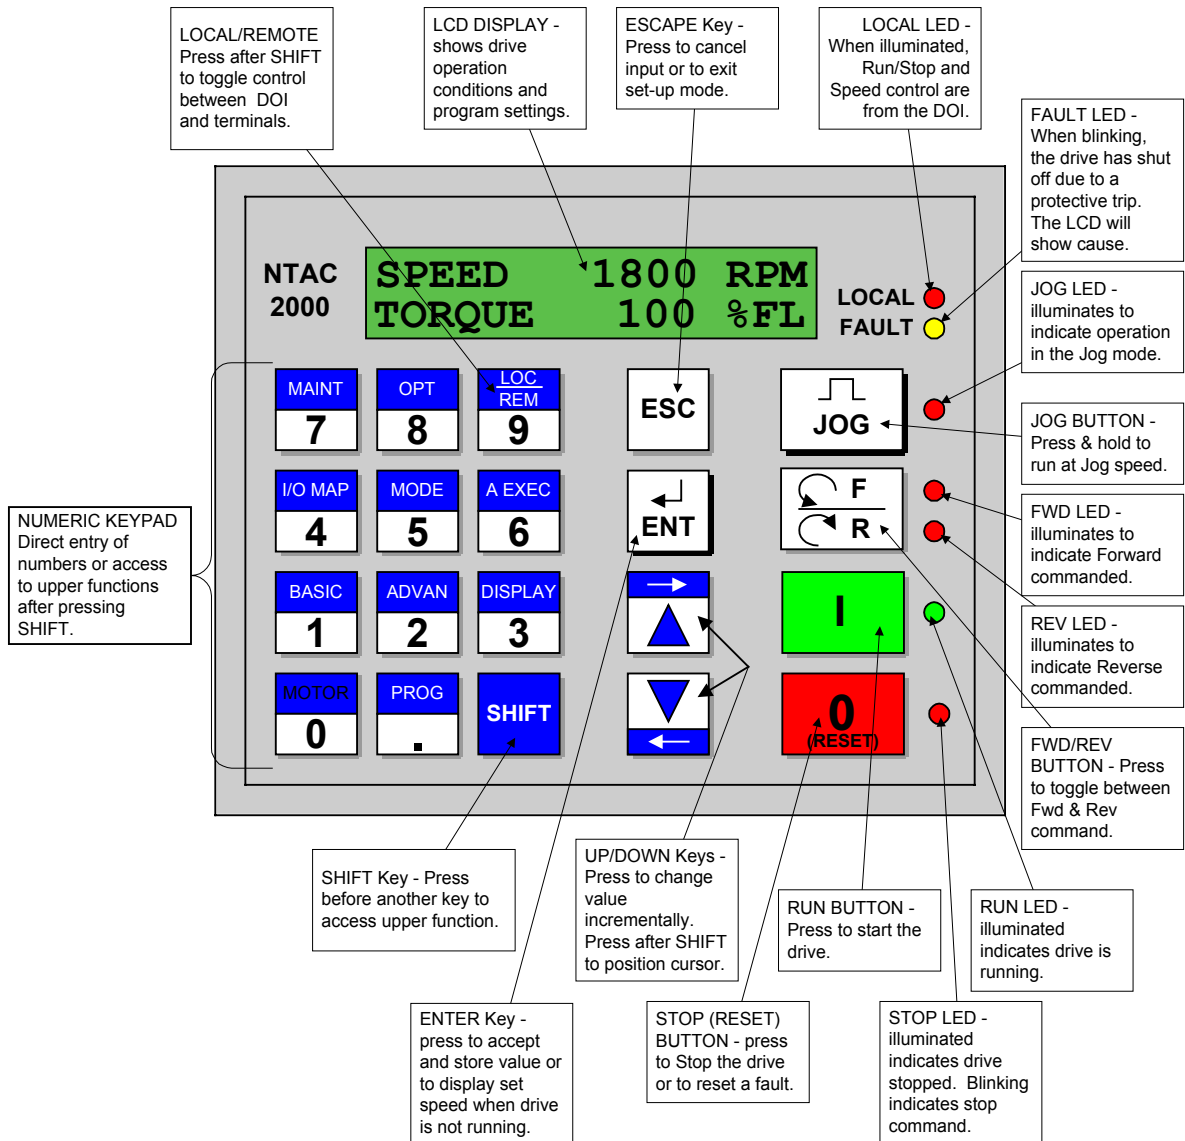 LOCAL/REMOTE
Press after SHIFT
to toggle control
between DOI
and terminals.
LCD DISPLAY -
shows drive
operation
conditions and
program settings.
ESCAPE Key -
Press to cancel
input or to exit
set-up mode.
LOCAL LED -
When illuminated,
Run/Stop and
Speed control are
from the DOI.
FAULT LED -
When blinking,
the drive has shut
off due to a
protective trip.
The LCD will
show cause.
NTAC
2000
SPEED 1800 RPM
TORQUE 100 %FL
LOCAL
FAULT
JOG LED -
illuminates to
indicate operation
in the Jog mode.
MAINT
7
OPT
8
LOC
REM
9
ESC
JOG
JOG BUTTON -
Press & hold to
run at Jog speed.
I/O MAP
4
MODE
5
A EXEC
6
ENT
F
R
FWD LED -
illuminates to
indicate Forward
commanded.
NUMERIC KEYPAD
Direct entry of
numbers or access
to upper functions
after pressing
SHIFT.
BASIC
1
ADVAN
2
DISPLAY
3
I
REV LED -
illuminates to
indicate Reverse
commanded.
MOTOR
0
PROG
.
SHIFT
0
(RESET)
FWD/REV
BUTTON - Press
to toggle between
Fwd & Rev
command.
SHIFT Key - Press
before another key to
access upper function.
UP/DOWN Keys -
Press to change
value
incrementally.
Press after SHIFT
to position cursor.
RUN BUTTON -
Press to start the
drive.
RUN LED -
illuminated
indicates drive is
running.
ENTER Key -
press to accept
and store value or
to display set
speed when drive
is not running.
STOP (RESET)
BUTTON - press
to Stop the drive
or to reset a fault.
STOP LED -
illuminated
indicates drive
stopped. Blinking
indicates stop
command.